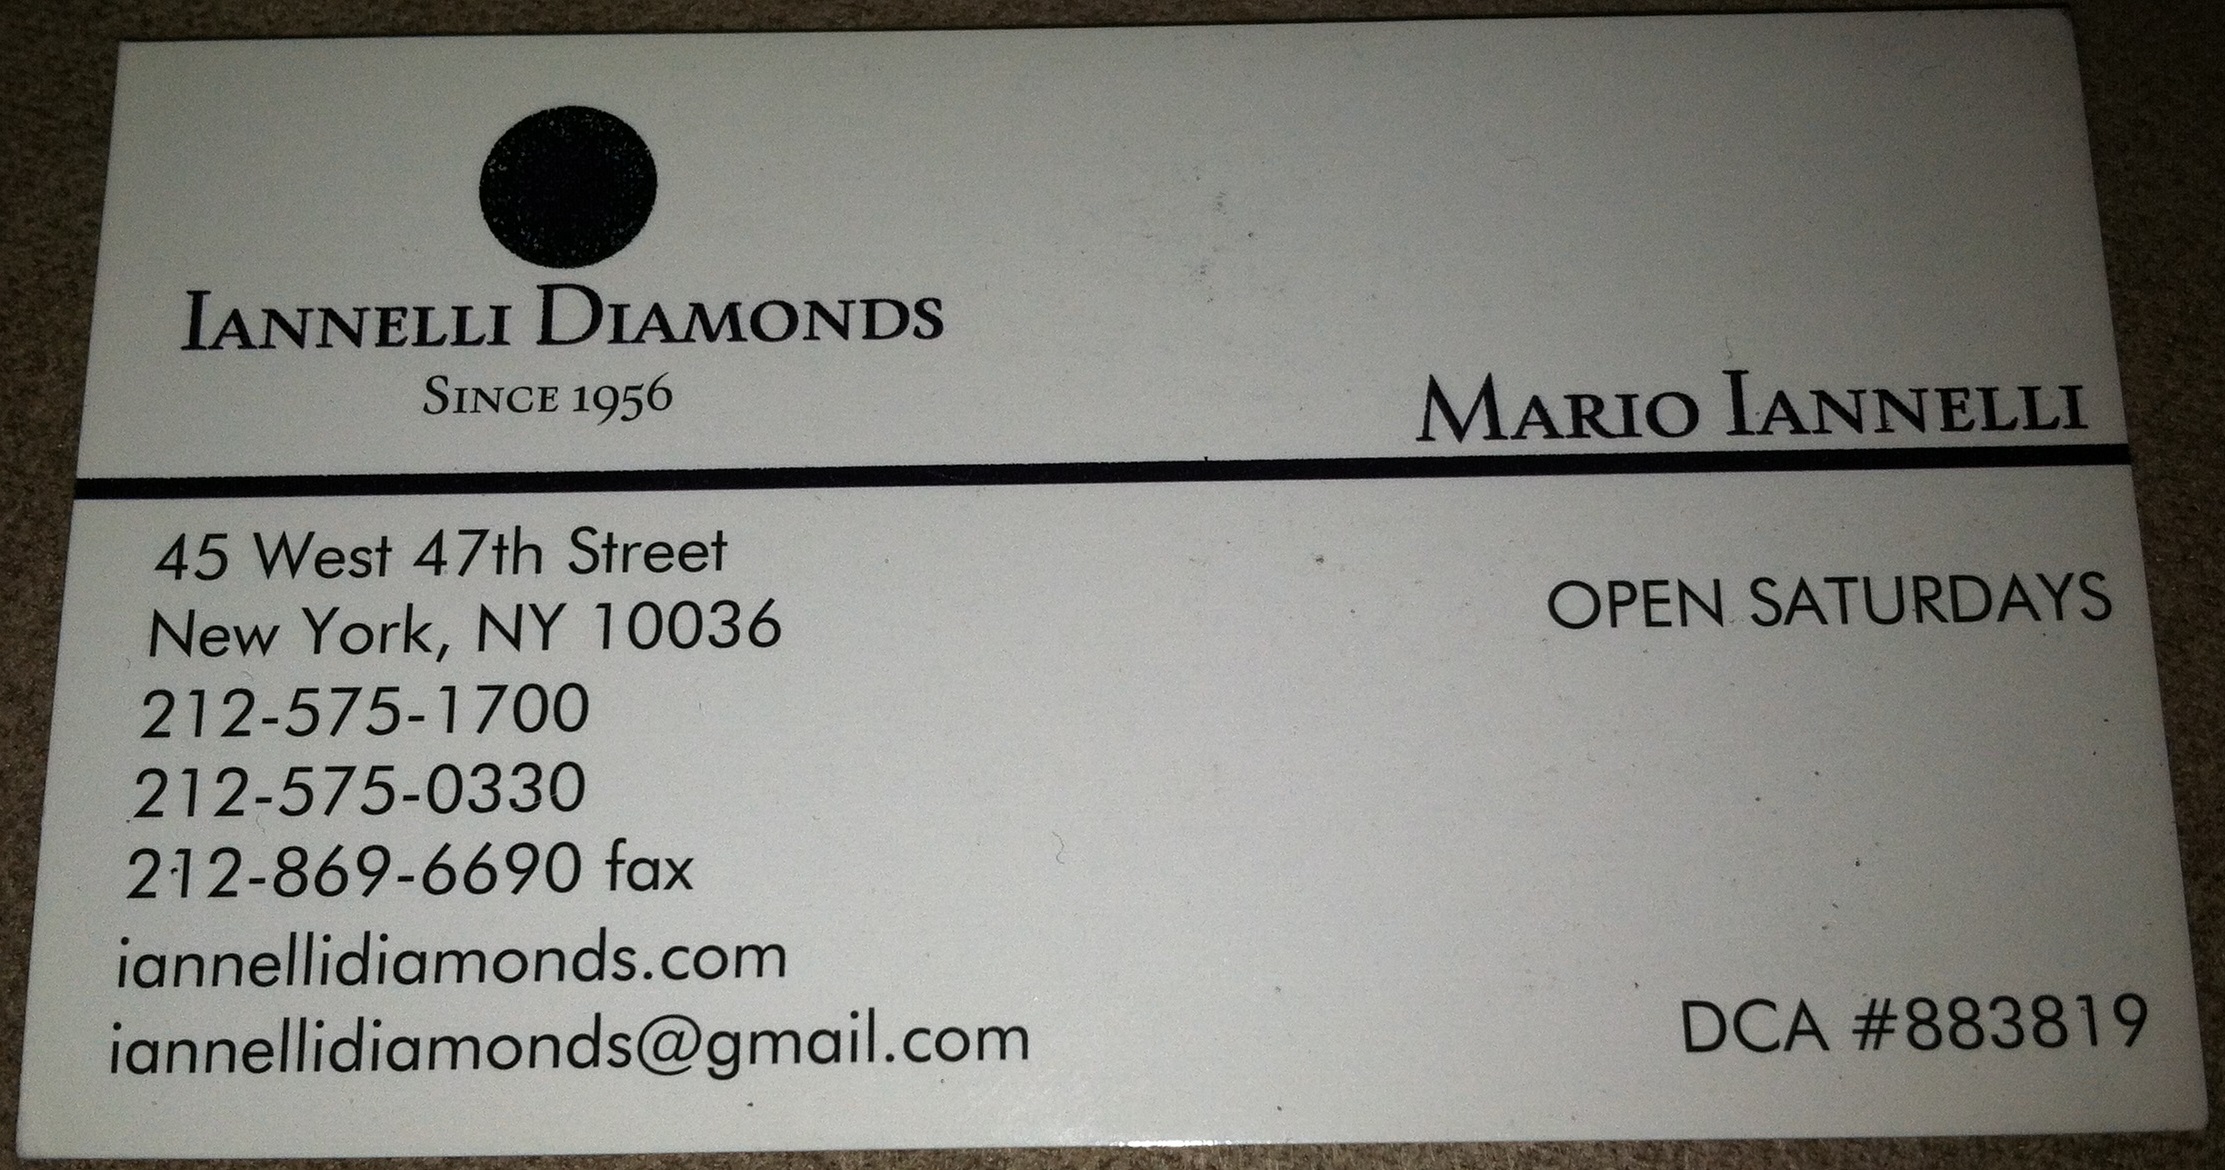 IANNELLI DIAMONDS
SINCE 1956
MARIO IANNELLI
45 West 47th Street
New York, NY 10036
212-575-1700
212-575-0330
212-869-6690 fax
iannellidiamonds.com
iannellidiamonds@gmail.com
OPEN SATURDAYS
DCA #883819